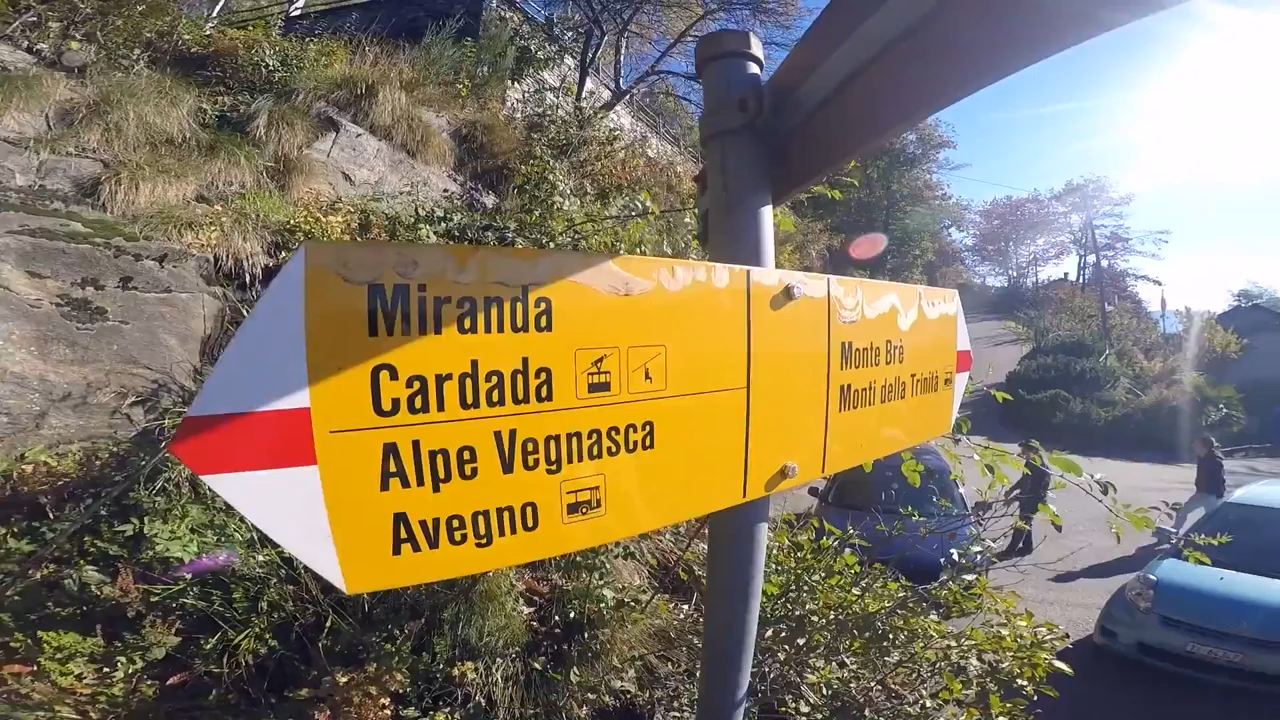 Miranda
Cardada
Alpe Vegnasca
Avegno
Monte Brè
Monti della Trinità